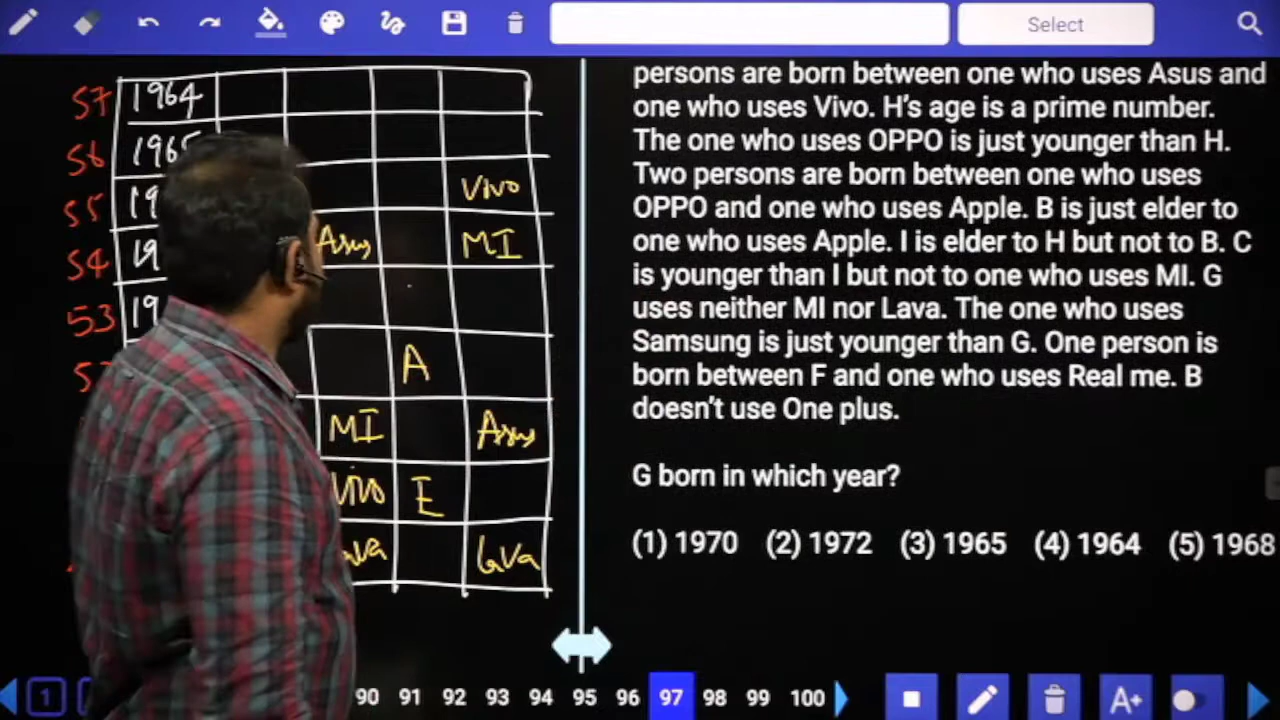 Select
57 1964
56 1965
55 19 Vivo
54 19 Asus MI
53 19
5 A
MI Asus
Vivo E
ava Lava
persons are born between one who uses Asus and
one who uses Vivo. H's age is a prime number.
The one who uses OPPO is just younger than H.
Two persons are born between one who uses
OPPO and one who uses Apple. B is just elder to
one who uses Apple. I is elder to H but not to B. C
is younger than I but not to one who uses MI. G
uses neither MI nor Lava. The one who uses
Samsung is just younger than G. One person is
born between F and one who uses Real me. B
doesn't use One plus.
G born in which year?
(1) 1970 (2) 1972 (3) 1965 (4) 1964 (5) 1968
1 90 91 92 93 94 95 96 97 98 99 100 A+